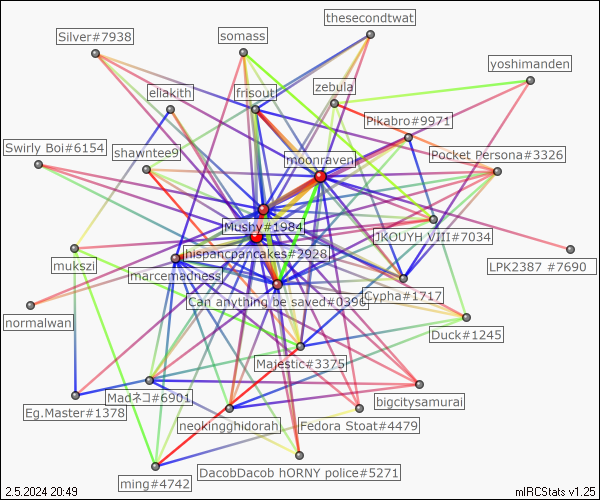 thesecondtwat
Silver#7938
somass
yoshimanden
eliakith
frisout
zebula
Pikabro#9971
Swirly Boi#6154
shawntee9
moonraven
Pocket Persona#3326
Mushy#1984
JKOUYH VIII#7034
hispancpancakes#2928
mukszi
marcemedness
LPK2387 #7690
Can anything be saved#0396
Cypha#1717
normalwan
Duck#1245
Majestic#3375
Eg.Master#1378
Madネコ#6901
bigcitysamurai
neokingghidorah
Fedora Stoat#4479
DacobDacob hORNY police#5271
ming#4742
2.5.2024 20:49
mIRCStats v1.25